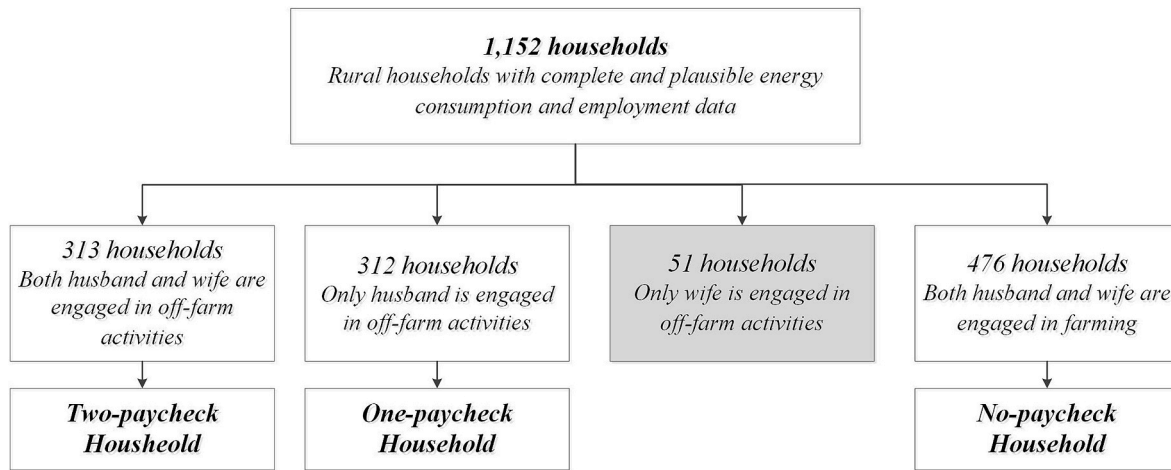 1,152 households
Rural households with complete and plausible energy
consumption and employment data
313 households
Both husband and wife are
engaged in off-farm
activities
312 households
Only husband is engaged
in off-farm activities
51 households
Only wife is engaged in
off-farm activities
476 households
Both husband and wife are
engaged in farming
Two-paycheck
Housheold
One-paycheck
Household
No-paycheck
Household